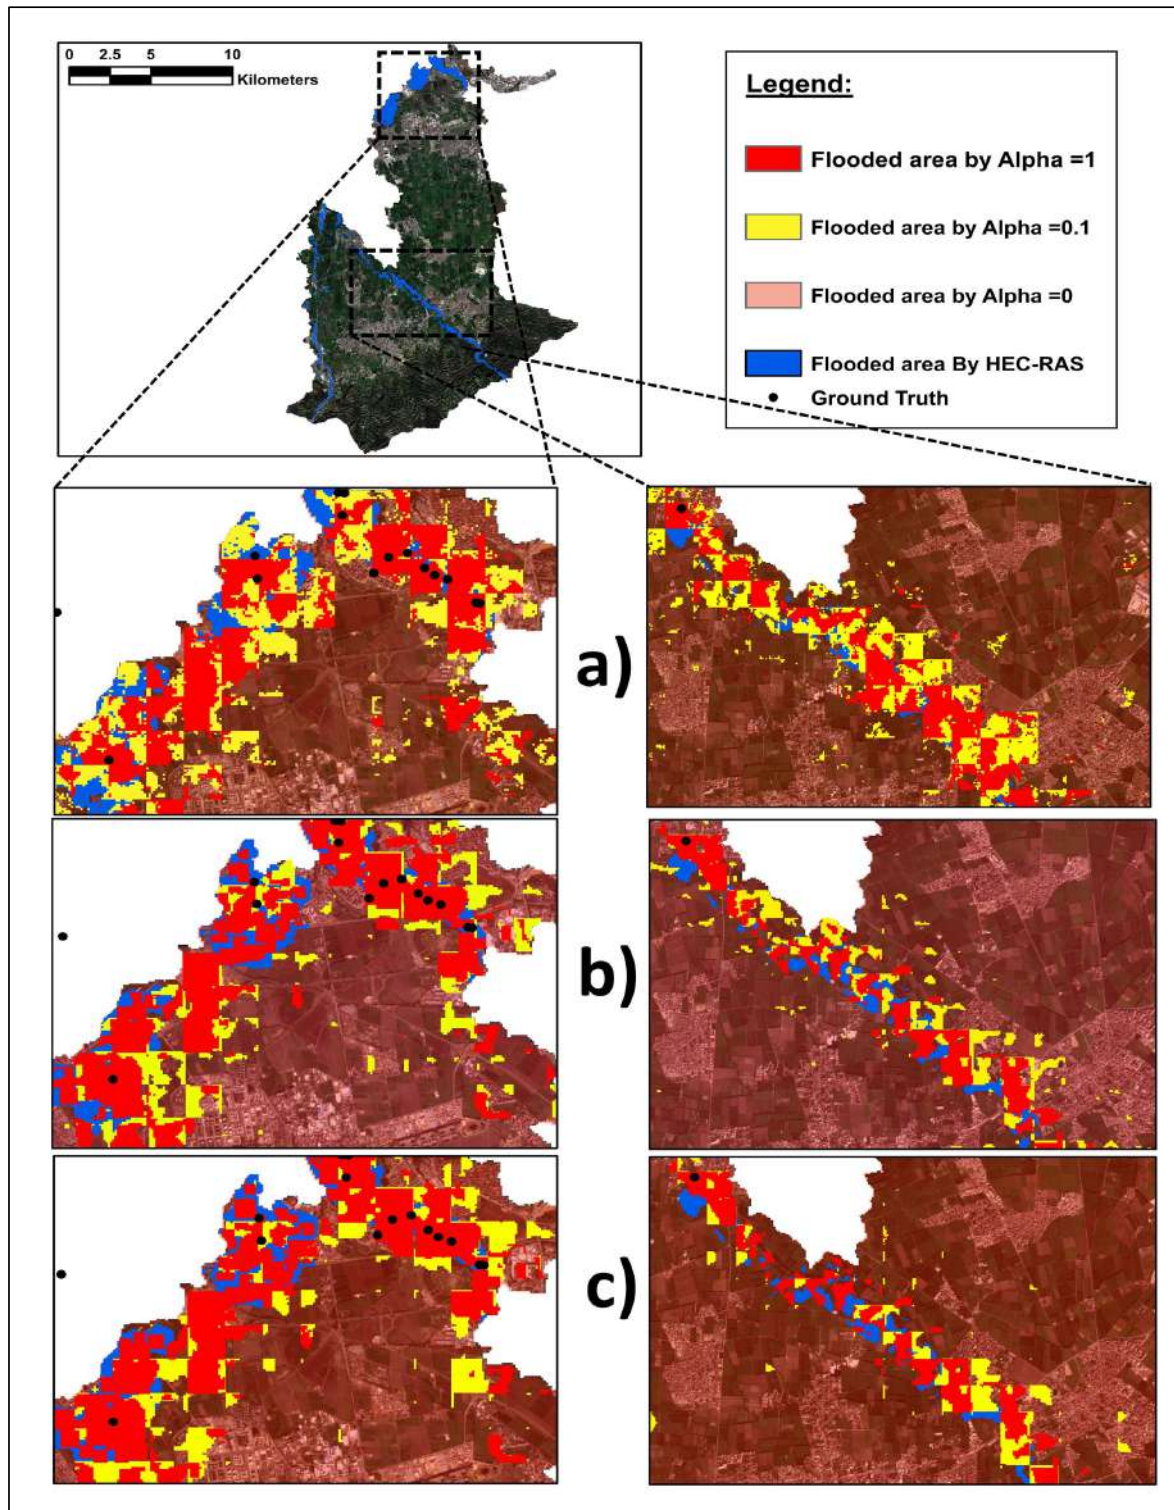 0 2.5 5 10
Kilometers
Legend:
Flooded area by Alpha =1
Flooded area by Alpha =0.1
Flooded area by Alpha =0
Flooded area By HEC-RAS
Ground Truth
a)
b)
c)